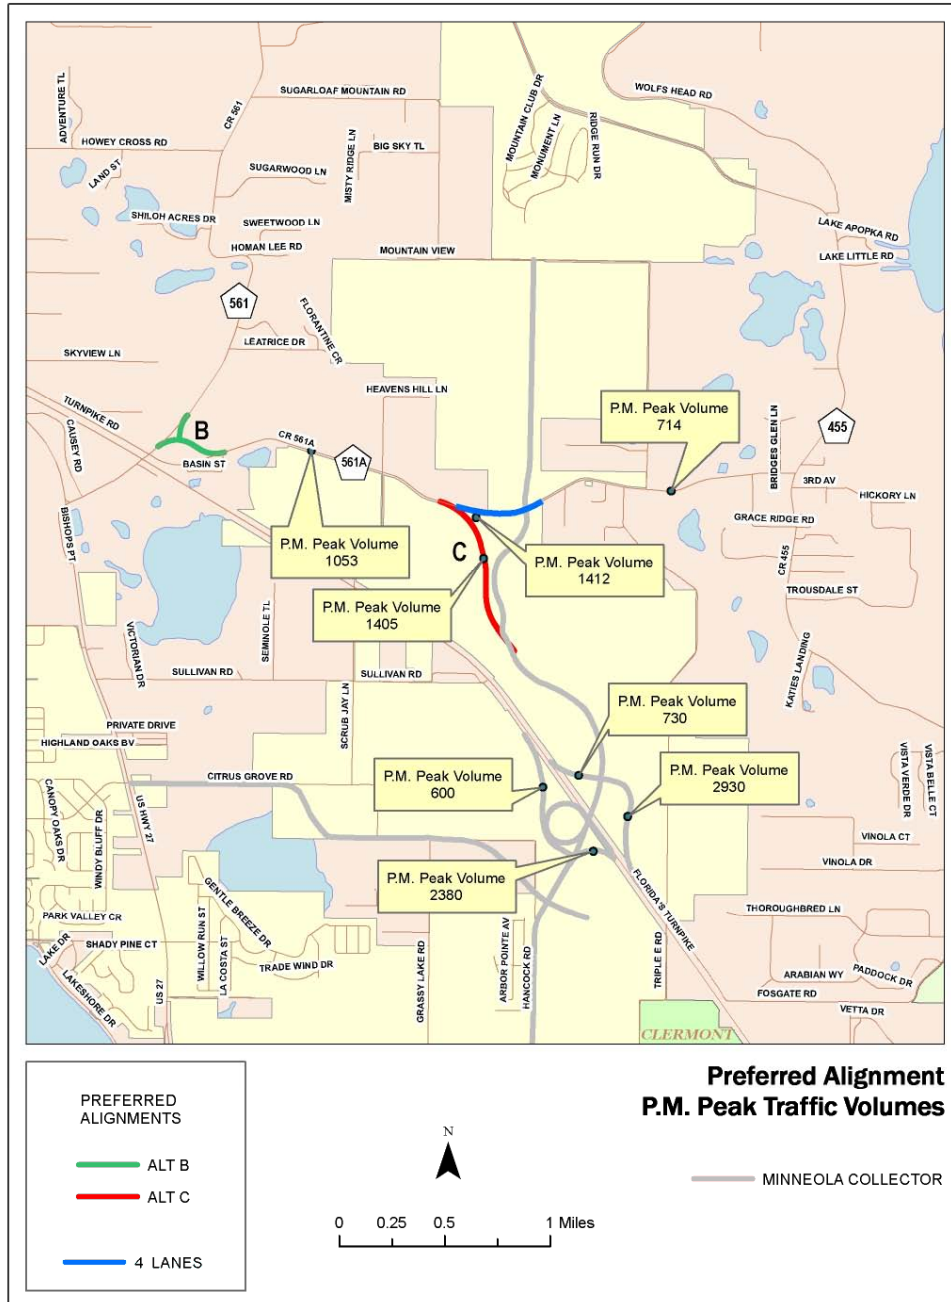 ADVENTURE TL
HOWEY CROSS RD
LAND ST
CR 561
SUGARLOAF MOUNTAIN RD
MISTY RIDGE LN
BIG SKY TL
SUGARWOOD LN
SHILOH ACRES DR
SWEETWOOD LN
HOMAN LEE RD
MOUNTAIN CLUB DR
MONUMENT LN
RIDGE RUN DR
WOLFS HEAD RD
LAKE APOPKA RD
LAKE LITTLE RD
MOUNTAIN VIEW
561
FLORANTINE CR
LEATRICE DR
SKYVIEW LN
TURNPIKE RD
CAUSEY RD
HEAVENS HILL LN
B
BASIN ST
CR 561A
561A
P.M. Peak Volume
714
BRIDGES GLEN LN
455
3RD AV
HICKORY LN
GRACE RIDGE RD
CR 455
TROUSDALE ST
KATIES LANDING
BISHOPS PT
P.M. Peak Volume
1053
C
P.M. Peak Volume
1412
P.M. Peak Volume
1405
VICTORIAN DR
SEMINOLE TL
SULLIVAN RD
SULLIVAN RD
SCRUB JAY LN
PRIVATE DRIVE
HIGHLAND OAKS BV
P.M. Peak Volume
730
P.M. Peak Volume
2930
P.M. Peak Volume
600
P.M. Peak Volume
2380
CITRUS GROVE RD
US HWY 27
CANOPY OAKS DR
WINDY BLUFF DR
PARK VALLEY CR
LAKE DR
SHADY PINE CT
LAKESHORE DR
US 27
WILLOW RUN ST
LA COSTA ST
GENTLE BREEZE DR
TRADE WIND DR
GRASSY LAKE RD
ARBOR POINTE AV
HANCOCK RD
FLORIDA'S TURNPIKE
TRIPLE E RD
VISTA VERDE DR
VISTA BELLE CT
VINOLA CT
VINOLA DR
THOROUGHBRED LN
ARABIAN WY
PADDOCK DR
FOSGATE RD
VETTA DR
CLERMONT
PREFERRED
ALIGNMENTS
ALT B
ALT C
4 LANES
N
0 0.25 0.5 1 Miles
Preferred Alignment
P.M. Peak Traffic Volumes
MINNEOLA COLLECTOR